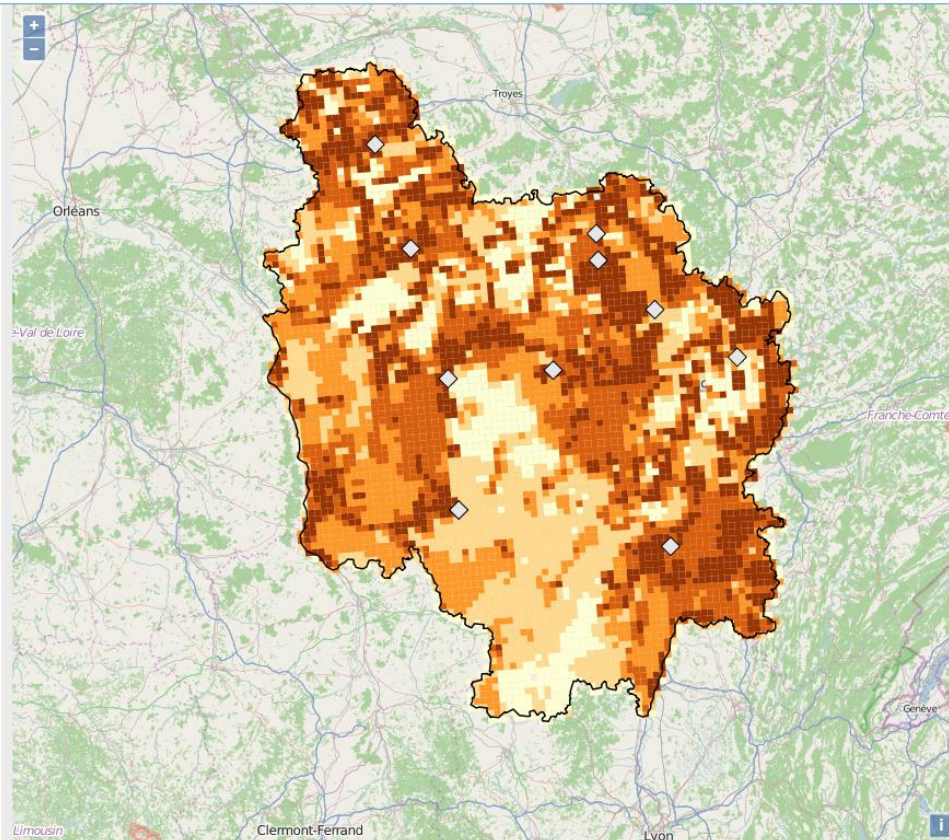 +
−
Troyes
Orléans
e-Val de Loire
Franche-Comté
Genève
Limousin
Clermont-Ferrand
Lyon
i